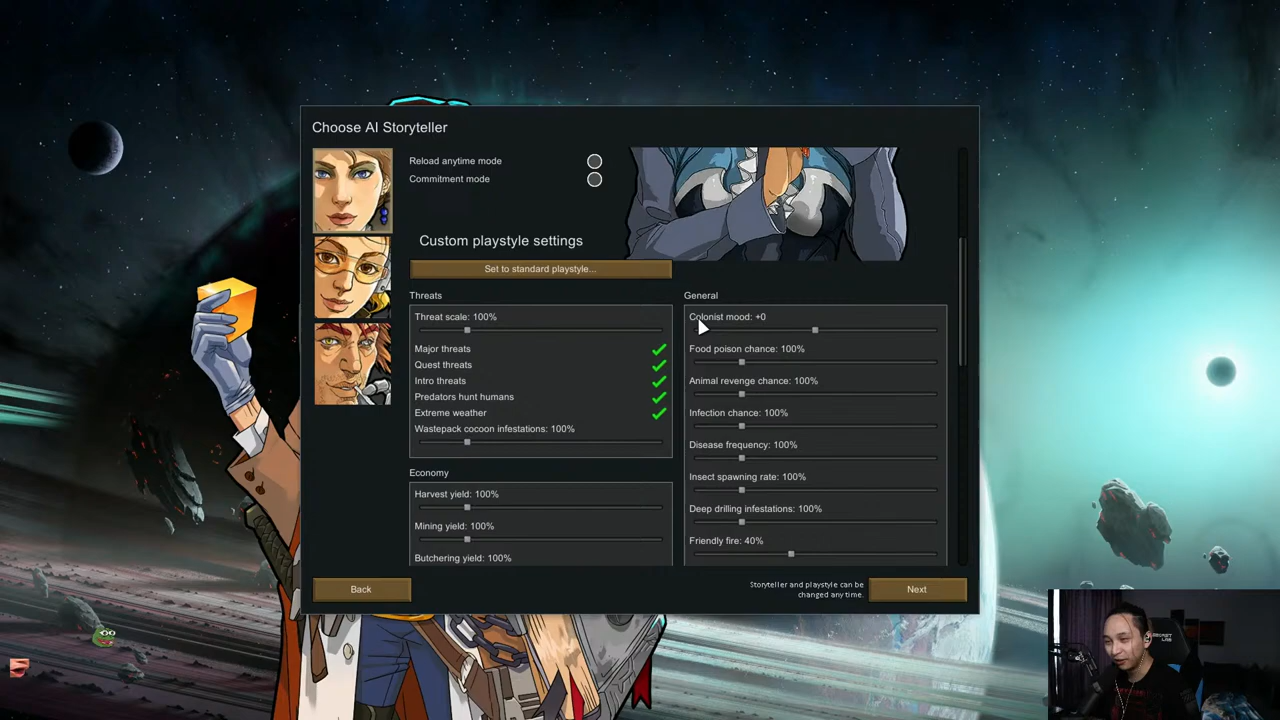 Choose AI Storyteller
Reload anytime mode
Commitment mode
Custom playstyle settings
Set to standard playstyle...
Threats
Threat scale: 100%
Major threats
Quest threats
Intro threats
Predators hunt humans
Extreme weather
Wastepack cocoon infestations: 100%
Economy
Harvest yield: 100%
Mining yield: 100%
Butchering yield: 100%
General
Colonist mood: +0
Food poison chance: 100%
Animal revenge chance: 100%
Infection chance: 100%
Disease frequency: 100%
Insect spawning rate: 100%
Deep drilling infestations: 100%
Friendly fire: 40%
Back
Storyteller and playstyle can be
changed any time.
Next